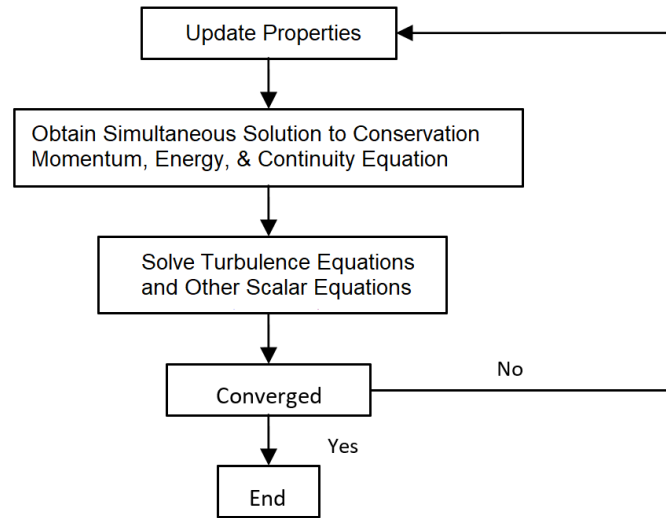 Update Properties
Obtain Simultaneous Solution to Conservation
Momentum, Energy, & Continuity Equation
Solve Turbulence Equations
and Other Scalar Equations
Converged
No
Yes
End